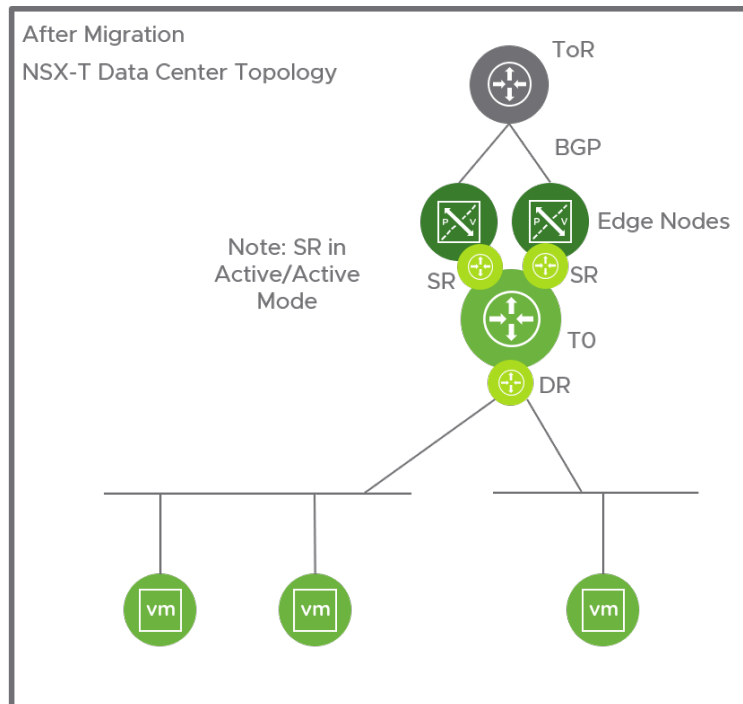 After Migration
NSX-T Data Center Topology
ToR
BGP
P V
P V
Edge Nodes
Note: SR in
Active/Active
Mode
SR
SR
T0
DR
vm
vm
vm